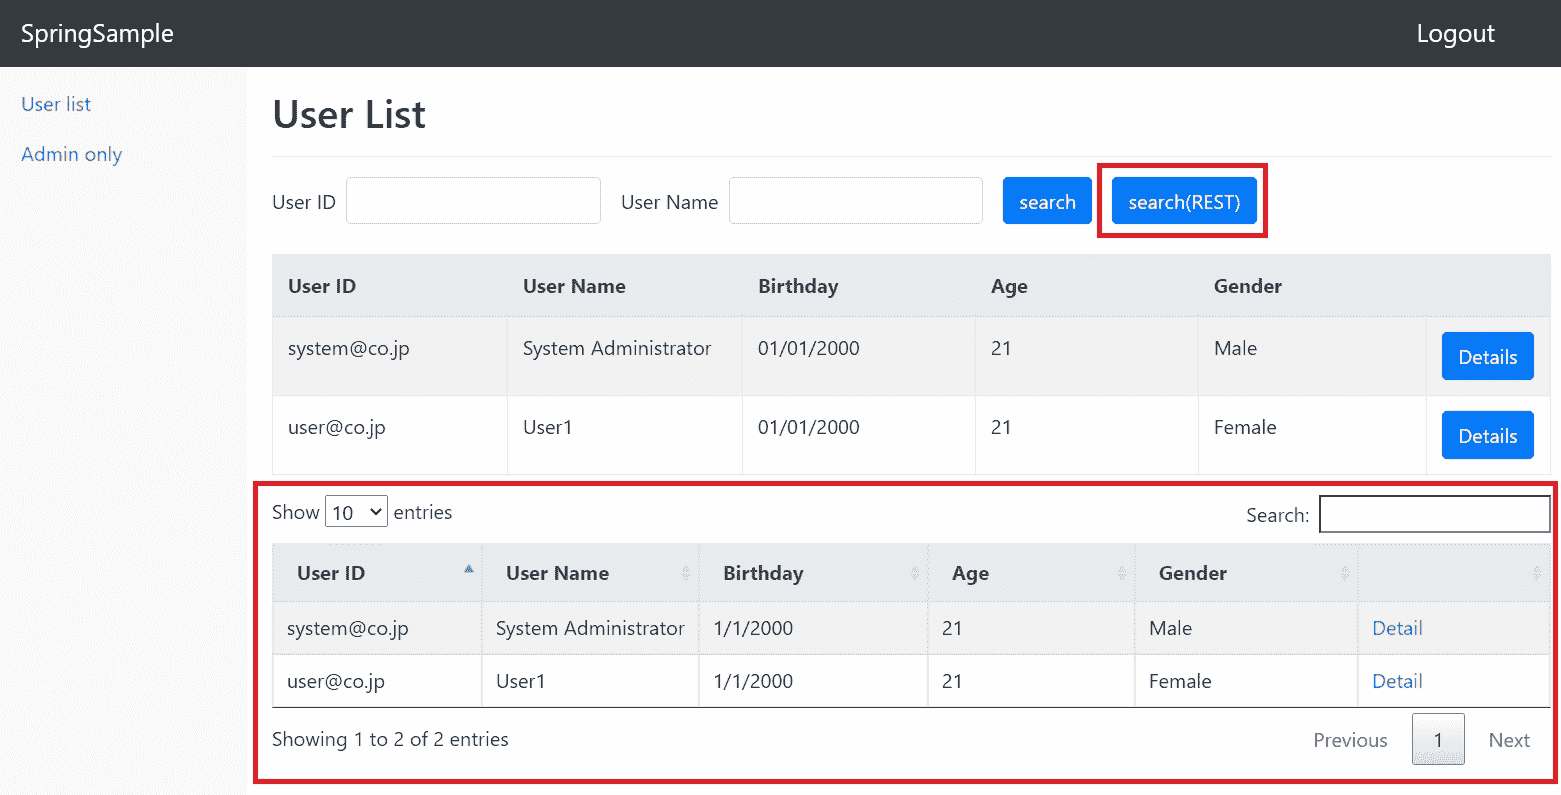 SpringSample Logout
User list
Admin only
User List
User ID User Name search search(REST)
User ID User Name Birthday Age Gender
system@co.jp System Administrator 01/01/2000 21 Male Details
user@co.jp User1 01/01/2000 21 Female Details
Show 10 entries Search:
User ID User Name Birthday Age Gender
system@co.jp System Administrator 1/1/2000 21 Male Detail
user@co.jp User1 1/1/2000 21 Female Detail
Showing 1 to 2 of 2 entries Previous 1 Next